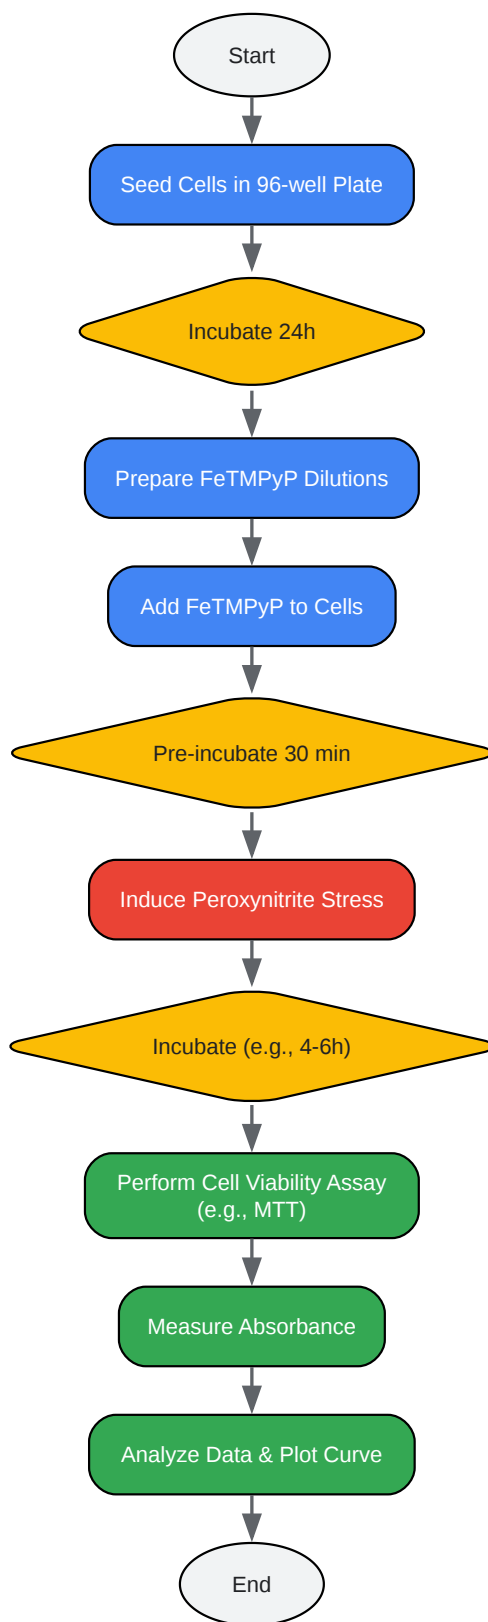 Start
Seed Cells in 96-well Plate
Incubate 24h
Prepare FeTMPyP Dilutions
Add FeTMPyP to Cells
Pre-incubate 30 min
Induce Peroxynitrite Stress
Incubate (e.g., 4-6h)
Perform Cell Viability Assay
(e.g., MTT)
Measure Absorbance
Analyze Data & Plot Curve
End